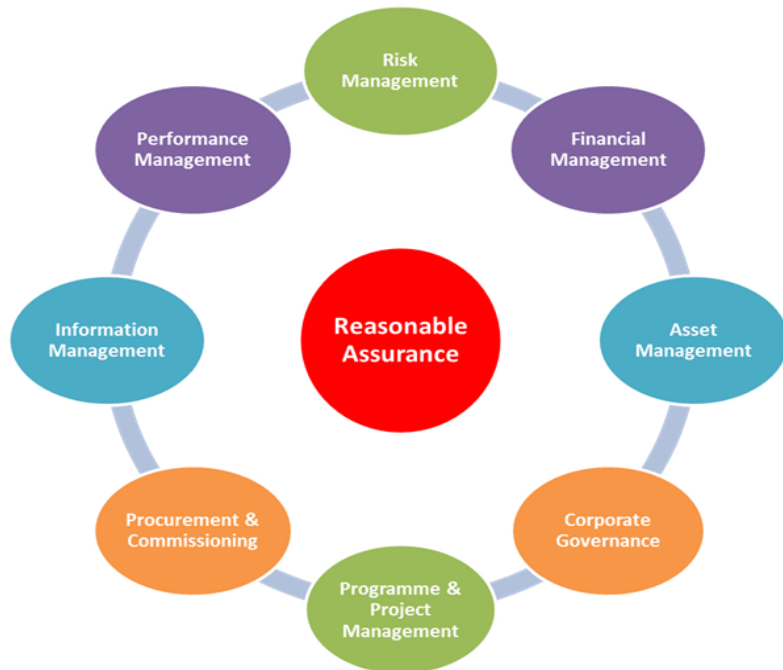 Risk
Management
Financial
Management
Asset
Management
Corporate
Governance
Programme &
Project
Management
Procurement &
Commissioning
Information
Management
Performance
Management
Reasonable
Assurance